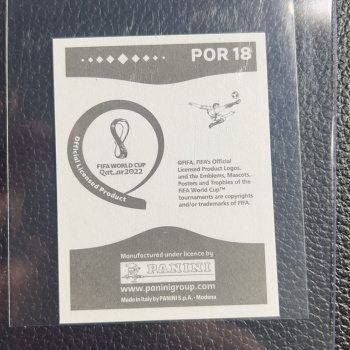 POR 18
FIFA WORLD CUP
Qatar2022
Official Licensed Product
©FIFA, FIFA's Official
Licensed Product Logos,
and the Emblems, Mascots,
Posters and Trophies of the
FIFA World Cup™
tournaments are copyrights
and/or trademarks of FIFA.
Manufactured under licence by
PANINI
www.paninigroup.com
Made in Italy by PANINI S.p.A. - Modena